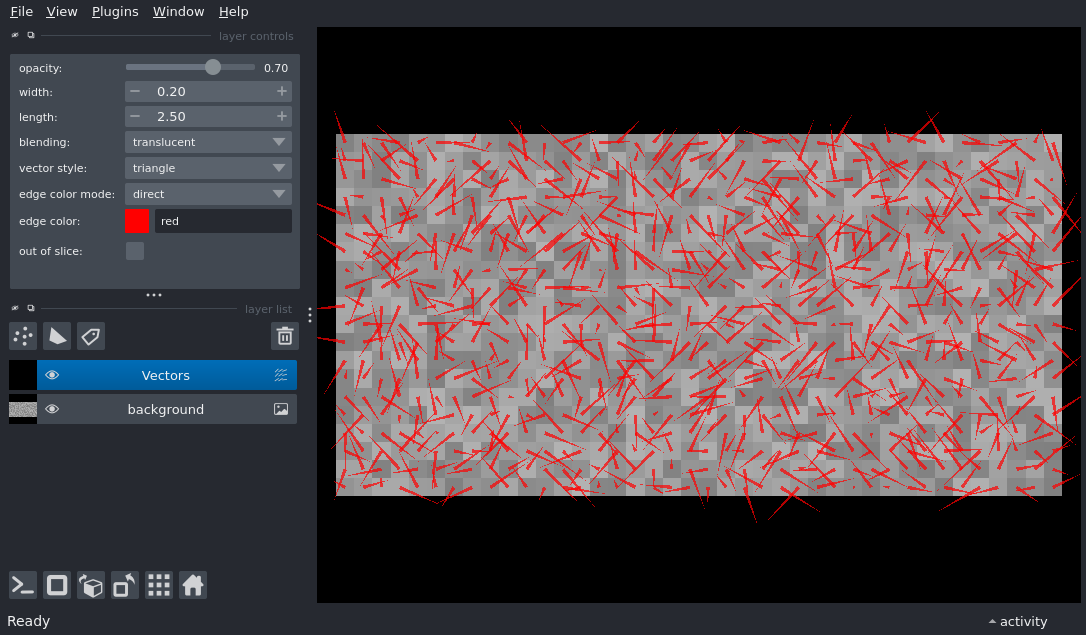 File View Plugins Window Help
layer controls
opacity: 0.70
width: − 0.20 +
length: − 2.50 +
blending: translucent
vector style: triangle
edge color mode: direct
edge color: red
out of slice:
layer list
Vectors
background
Ready
activity